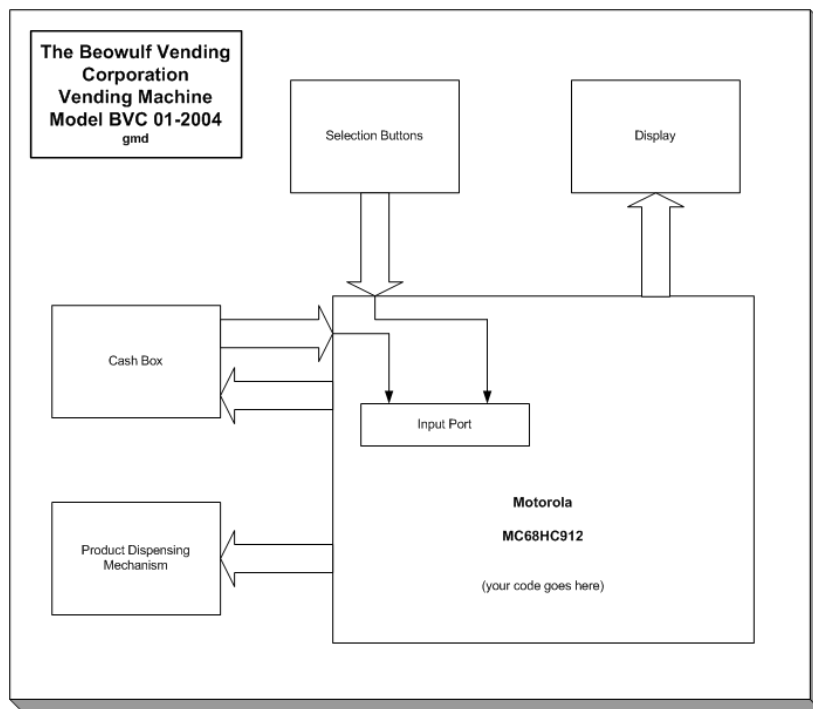 The Beowulf Vending
Corporation
Vending Machine
Model BVC 01-2004
gmd
Selection Buttons
Display
Cash Box
Input Port
Motorola
MC68HC912
Product Dispensing
Mechanism
(your code goes here)